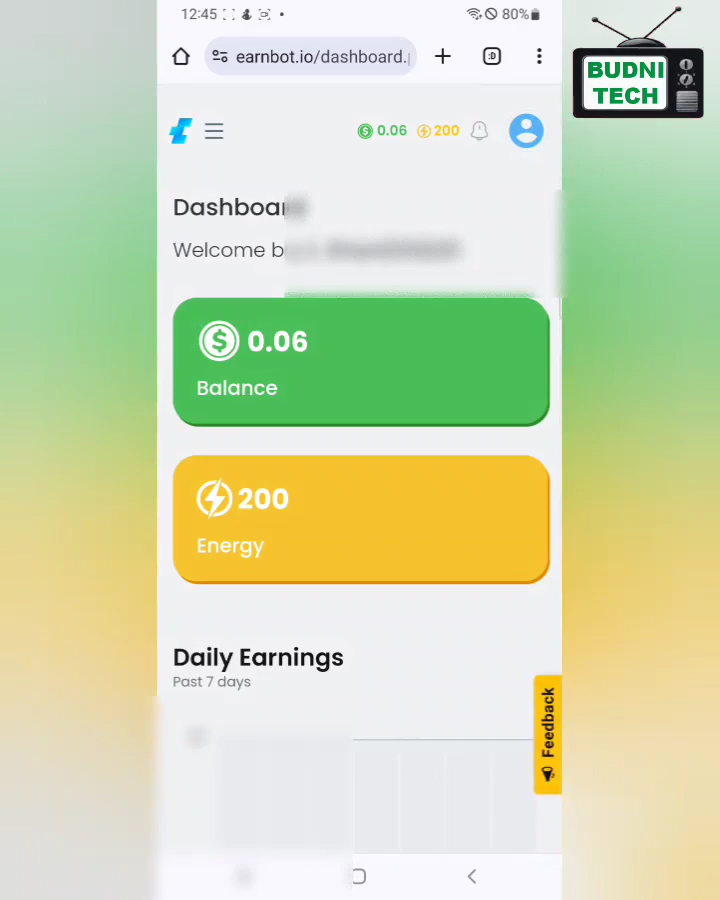 12:45
80%
earnbot.io/dashboard.
:D
BUDNI
TECH
0.06
200
Welcome
$ 0.06
Balance
200
Energy
Daily Earnings
Past 7 days
Feedback